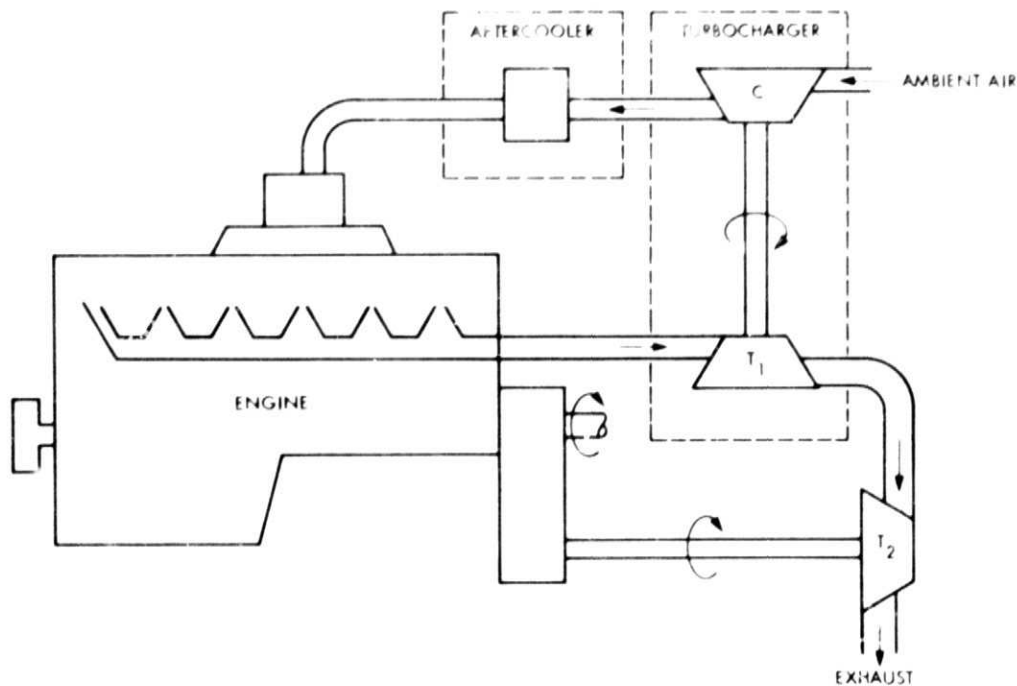 AFTERCOOLER
TURBOCHARGER
C
AMBIENT AIR
T1
ENGINE
T2
EXHAUST